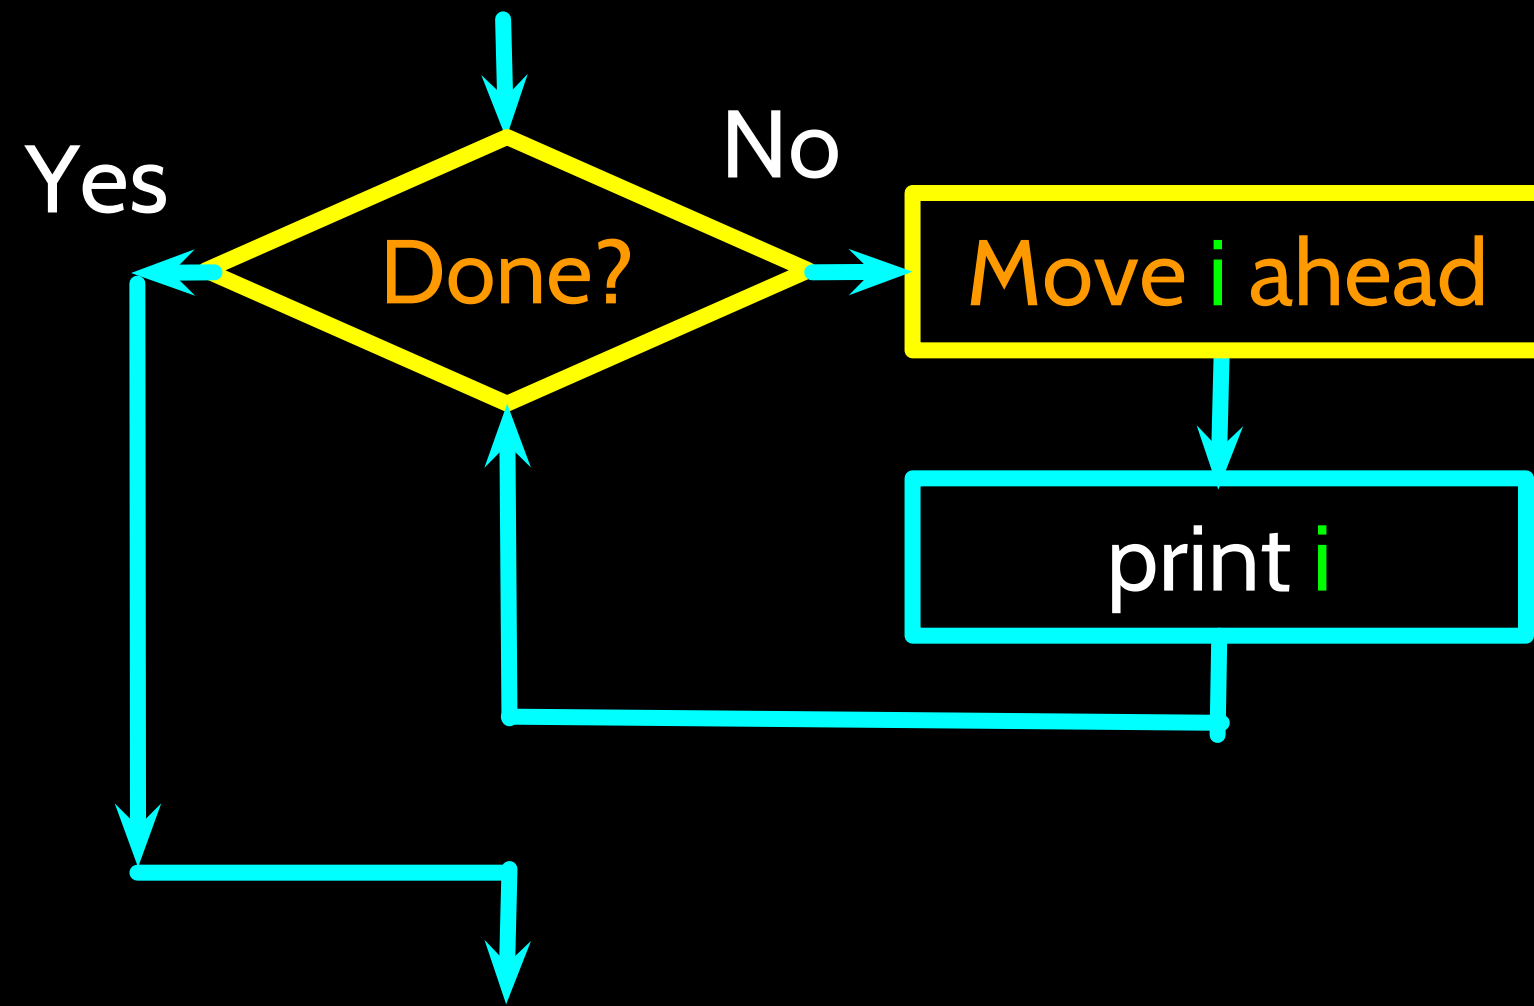 No
Yes
Done?
Move i ahead
print i